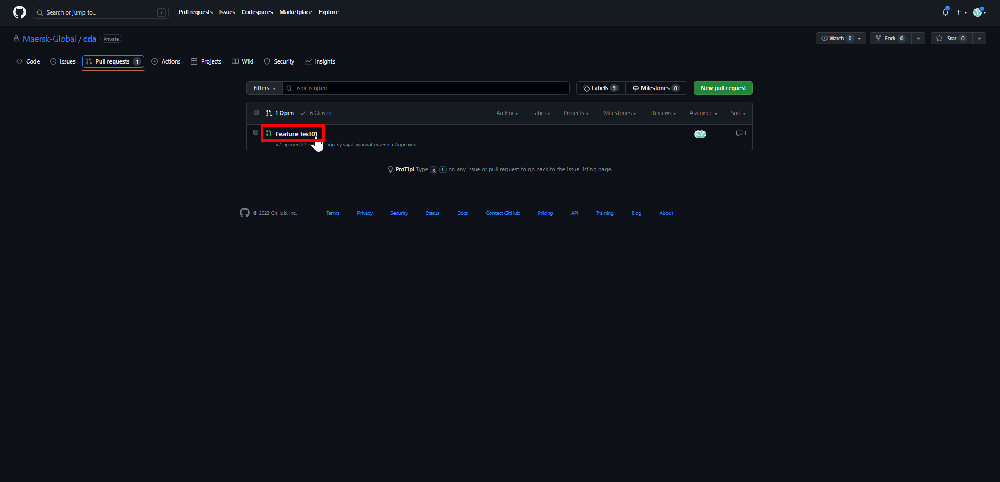 Search or jump to... / Pull requests Issues Codespaces Marketplace Explore
Maersk-Global / cda Private Watch 0 Fork 0 Star 0
Code Issues Pull requests 1 Actions Projects Wiki Security Insights
Filters is:pr is:open Labels 9 Milestones 0 New pull request
1 Open 6 Closed Author Label Projects Milestones Reviews Assignee Sort
Feature test01 1
#7 opened 22 ago by sajal-agarwal-maersk • Approved
ProTip! Type g i on any issue or pull request to go back to the issue listing page.
© 2023 GitHub, Inc. Terms Privacy Security Status Docs Contact GitHub Pricing API Training Blog About